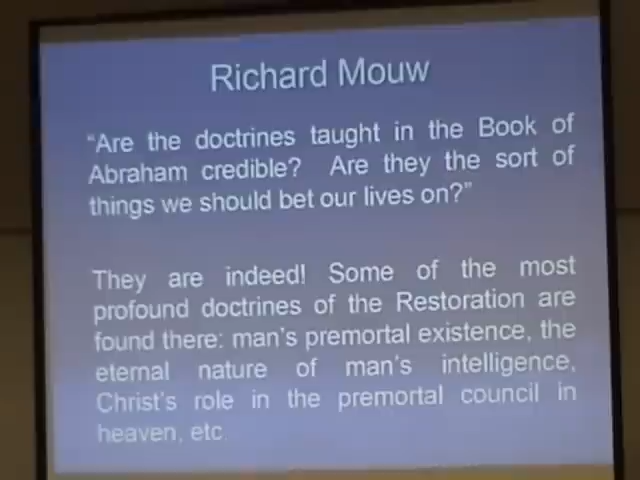 Richard Mouw
"Are the doctrines taught in the Book of
Abraham credible? Are they the sort of
things we should bet our lives on?"
They are indeed! Some of the most
profound doctrines of the Restoration are
found there: man's premortal existence, the
eternal nature of man's intelligence,
Christ's role in the premortal council in
heaven, etc.